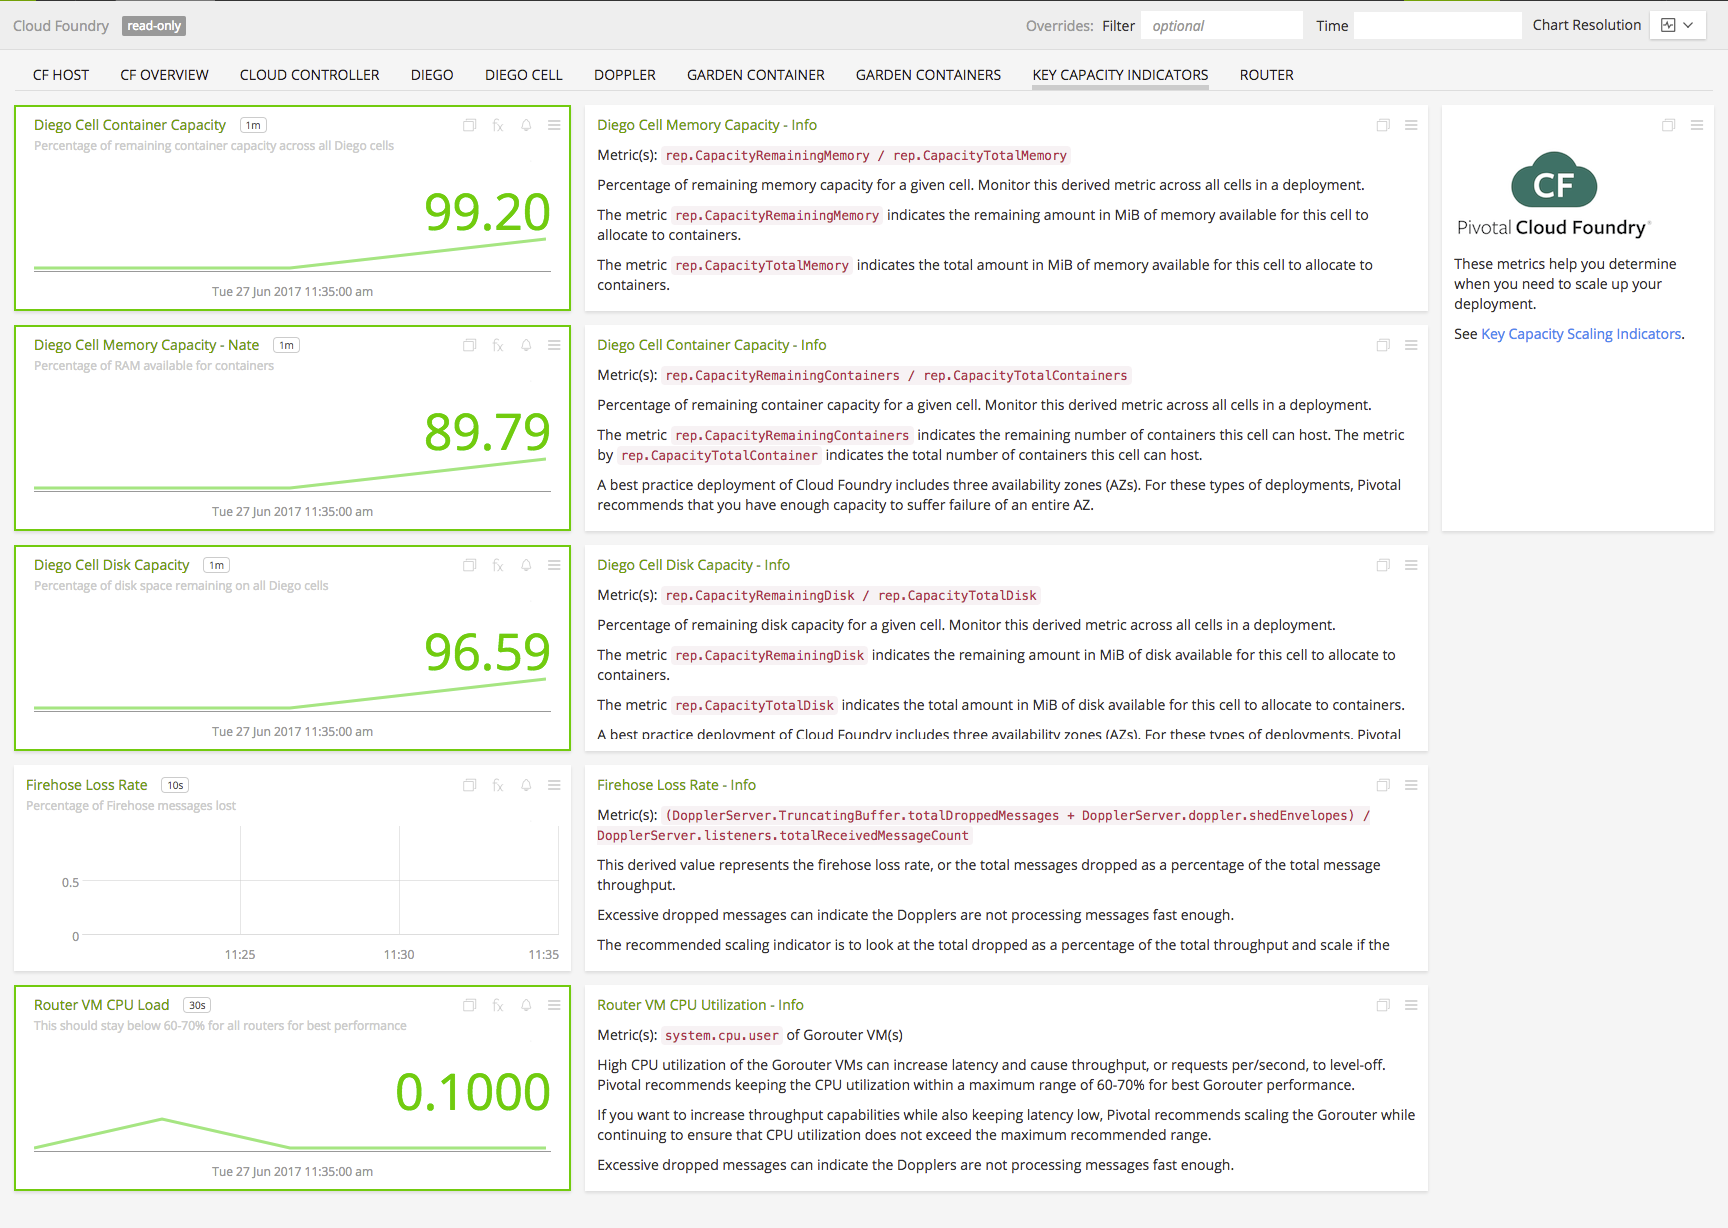 Cloud Foundry read-only Overrides: Filter optional Time Chart Resolution
CF HOST CF OVERVIEW CLOUD CONTROLLER DIEGO DIEGO CELL DOPPLER GARDEN CONTAINER GARDEN CONTAINERS KEY CAPACITY INDICATORS ROUTER
Diego Cell Container Capacity 1m
fx
Percentage of remaining container capacity across all Diego cells
99.20
Tue 27 Jun 2017 11:35:00 am
Diego Cell Memory Capacity - Info
Metric(s): rep.CapacityRemainingMemory / rep.CapacityTotalMemory
Percentage of remaining memory capacity for a given cell. Monitor this derived metric across all cells in a deployment.
The metric rep.CapacityRemainingMemory indicates the remaining amount in MiB of memory available for this cell to
allocate to containers.
The metric rep.CapacityTotalMemory indicates the total amount in MiB of memory available for this cell to allocate to
containers.
CF
Pivotal Cloud Foundry
These metrics help you determine
when you need to scale up your
deployment.
See Key Capacity Scaling Indicators.
Diego Cell Memory Capacity - Nate 1m
fx
Percentage of RAM available for containers
89.79
Tue 27 Jun 2017 11:35:00 am
Diego Cell Container Capacity - Info
Metric(s): rep.CapacityRemainingContainers / rep.CapacityTotalContainers
Percentage of remaining container capacity for a given cell. Monitor this derived metric across all cells in a deployment.
The metric rep.CapacityRemainingContainers indicates the remaining number of containers this cell can host. The metric
by rep.CapacityTotalContainer indicates the total number of containers this cell can host.
A best practice deployment of Cloud Foundry includes three availability zones (AZs). For these types of deployments, Pivotal
recommends that you have enough capacity to suffer failure of an entire AZ.
Diego Cell Disk Capacity 1m
fx
Percentage of disk space remaining on all Diego cells
96.59
Tue 27 Jun 2017 11:35:00 am
Diego Cell Disk Capacity - Info
Metric(s): rep.CapacityRemainingDisk / rep.CapacityTotalDisk
Percentage of remaining disk capacity for a given cell. Monitor this derived metric across all cells in a deployment.
The metric rep.CapacityRemainingDisk indicates the remaining amount in MiB of disk available for this cell to allocate to
containers.
The metric rep.CapacityTotalDisk indicates the total amount in MiB of disk available for this cell to allocate to containers.
A best practice deployment of Cloud Foundry includes three availability zones (AZs). For these types of deployments, Pivotal
Firehose Loss Rate 10s
fx
Percentage of Firehose messages lost
0.5
0
11:25 11:30 11:35
Firehose Loss Rate - Info
Metric(s): (DopplerServer.TruncatingBuffer.totalDroppedMessages + DopplerServer.doppler.shedEnvelopes) /
DopplerServer.listeners.totalReceivedMessageCount
This derived value represents the firehose loss rate, or the total messages dropped as a percentage of the total message
throughput.
Excessive dropped messages can indicate the Dopplers are not processing messages fast enough.
The recommended scaling indicator is to look at the total dropped as a percentage of the total throughput and scale if the
Router VM CPU Load 30s
fx
This should stay below 60-70% for all routers for best performance
0.1000
Tue 27 Jun 2017 11:35:00 am
Router VM CPU Utilization - Info
Metric(s): system.cpu.user of Gorouter VM(s)
High CPU utilization of the Gorouter VMs can increase latency and cause throughput, or requests per/second, to level-off.
Pivotal recommends keeping the CPU utilization within a maximum range of 60-70% for best Gorouter performance.
If you want to increase throughput capabilities while also keeping latency low, Pivotal recommends scaling the Gorouter while
continuing to ensure that CPU utilization does not exceed the maximum recommended range.
Excessive dropped messages can indicate the Dopplers are not processing messages fast enough.